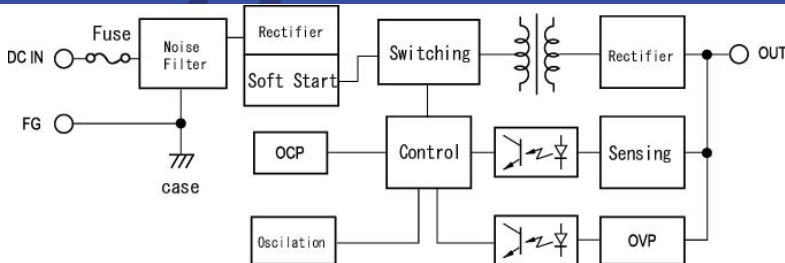 Fuse
DC IN
Noise
Filter
Rectifier
Soft Start
Switching
Rectifier
OUT
FG
case
OCP
Control
Sensing
Oscilation
OVP